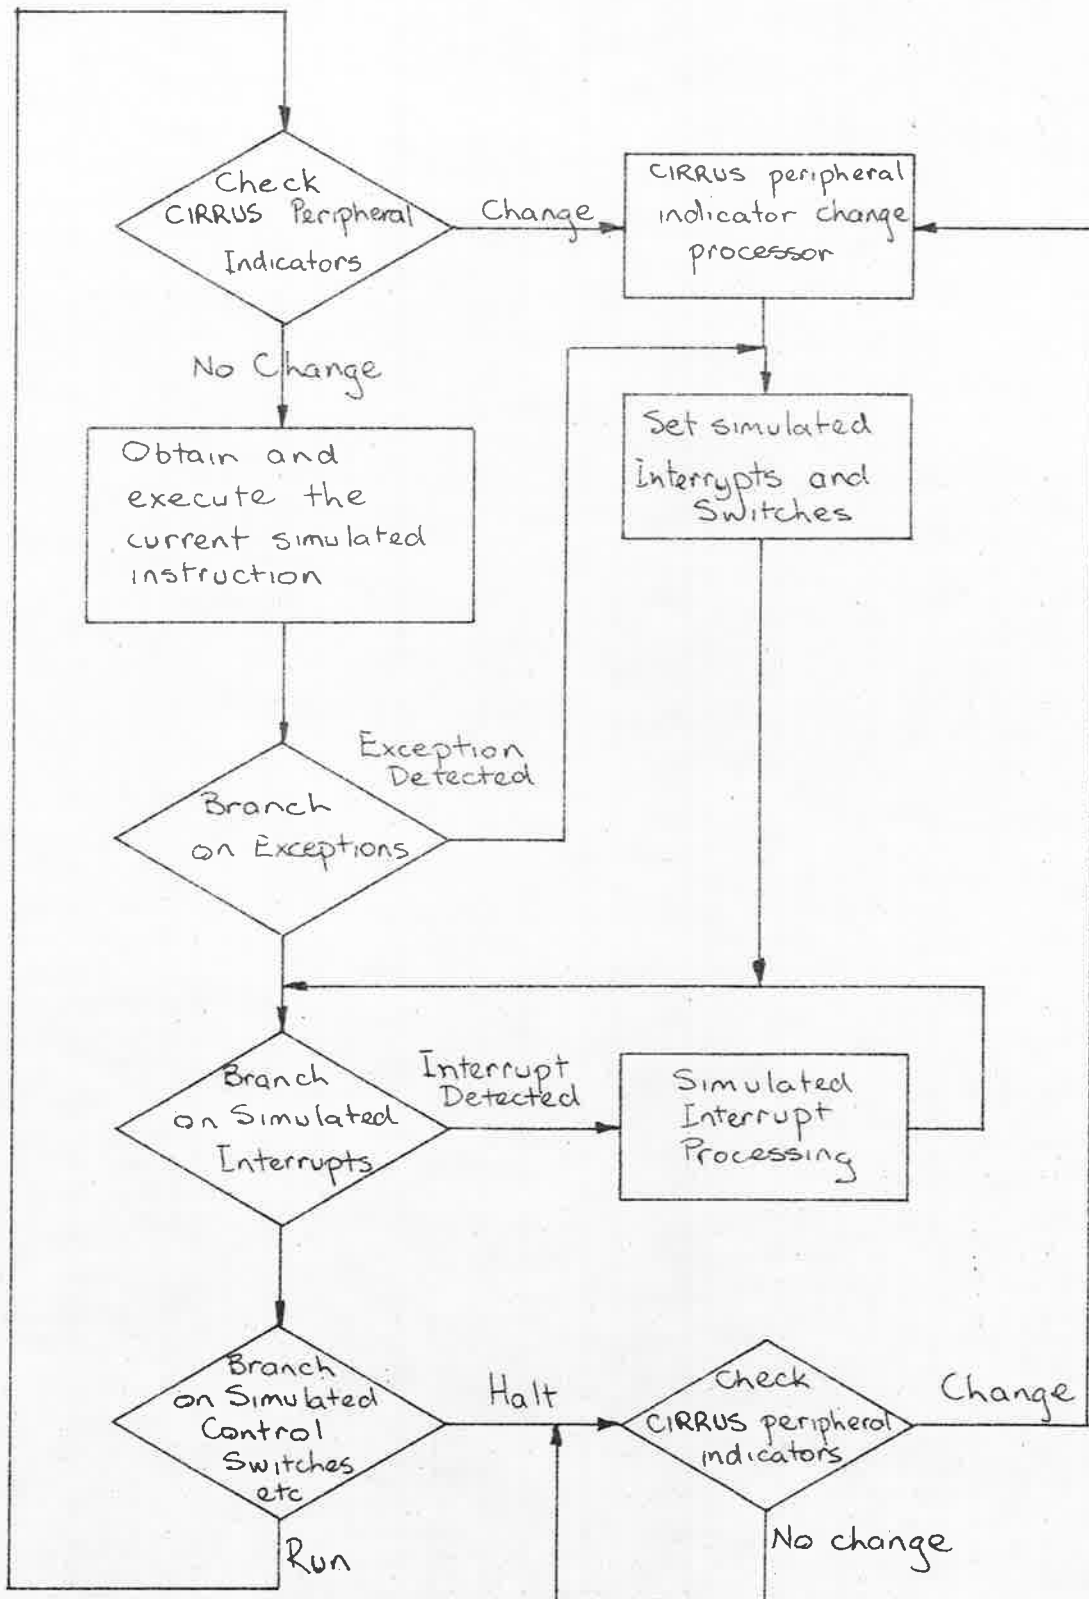 Check
CIRRUS Peripheral
Indicators
Change
CIRRUS peripheral
indicator change
processor
No Change
Obtain and
execute the
current simulated
instruction
Set simulated
Interrypts and
Switches
Exception
Detected
Branch
on Exceptions
Branch
on Simulated
Interrupts
Interrupt
Detected
Simulated
Interrupt
Processing
Branch
on Simulated
Control
Switches
etc
Halt
Check
CIRRUS peripheral
indicators
Change
Run
No change